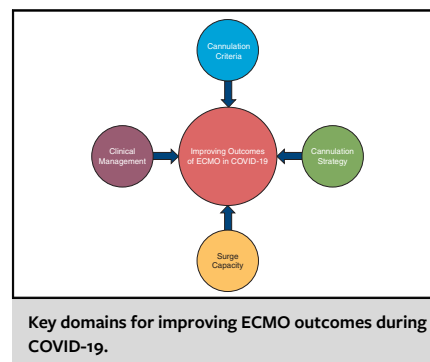 Cannulation
Criteria
Clinical
Management
Improving Outcomes
of ECMO in COVID-19
Cannulation
Strategy
Surge
Capacity
Key domains for improving ECMO outcomes during
COVID-19.